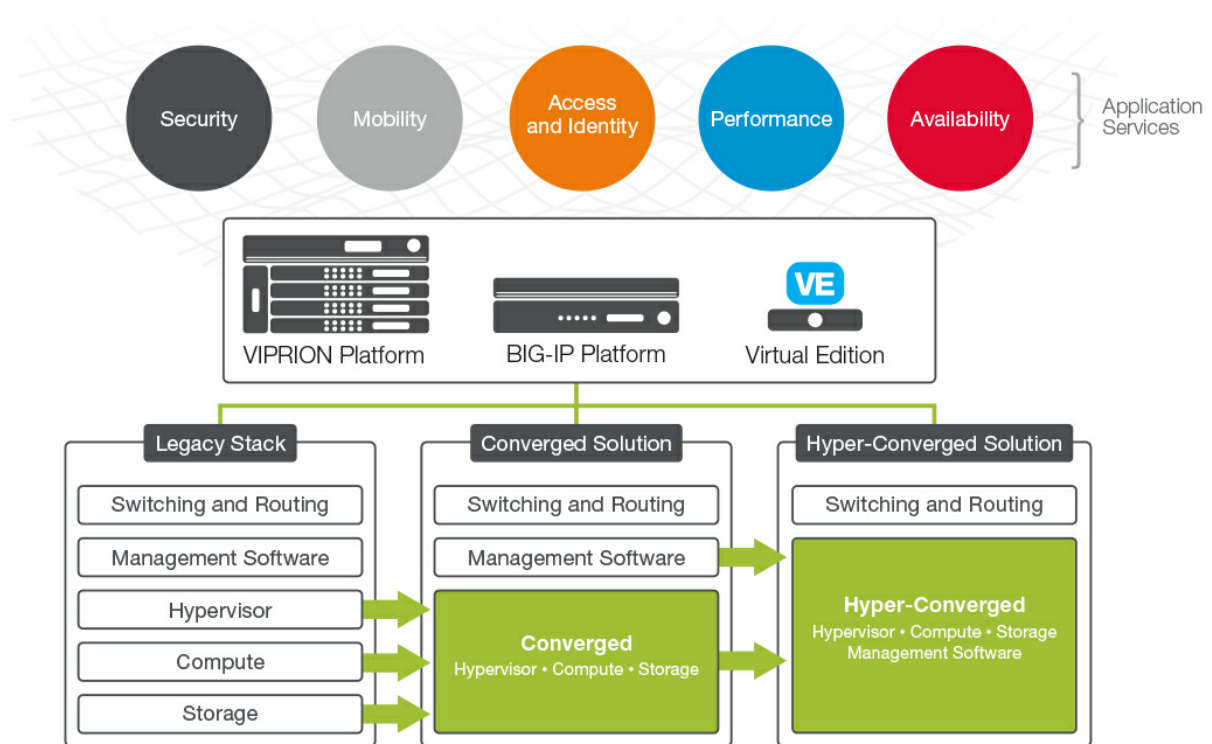 Security
Mobility
Access
and Identity
Performance
Availability
Application
Services
VE
VIPRION Platform
BIG-IP Platform
Virtual Edition
Legacy Stack
Switching and Routing
Management Software
Hypervisor
Compute
Storage
Converged Solution
Switching and Routing
Management Software
Converged
Hypervisor • Compute • Storage
Hyper-Converged Solution
Switching and Routing
Hyper-Converged
Hypervisor • Compute • Storage
Management Software